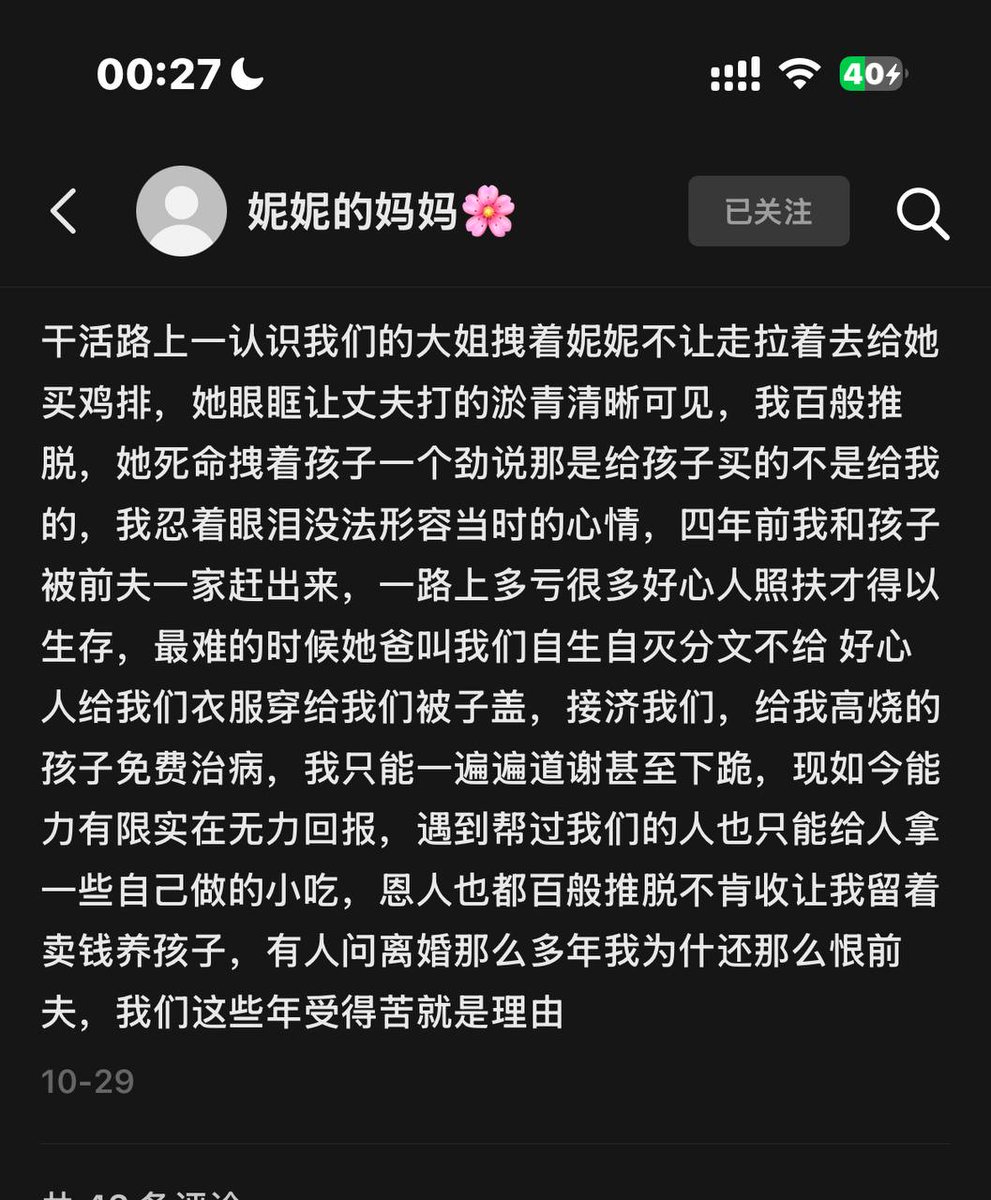 00:27
40
妮妮的妈妈🌸
已关注
干活路上一认识我们的大姐拽着妮妮不让走拉着去给她
买鸡排，她眼眶让丈夫打的淤青清晰可见，我百般推
脱，她死命拽着孩子一个劲说那是给孩子买的不是给我
的，我忍着眼泪没法形容当时的心情，四年前我和孩子
被前夫一家赶出来，一路上多亏很多好心人照扶才得以
生存，最难的时候她爸叫我们自生自灭分文不给 好心
人给我们衣服穿给我们被子盖，接济我们，给我高烧的
孩子免费治病，我只能一遍遍道谢甚至下跪，现如今能
力有限实在无力回报，遇到帮过我们的人也只能给人拿
一些自己做的小吃，恩人也都百般推脱不肯收让我留着
卖钱养孩子，有人问离婚那么多年我为什还那么恨前
夫，我们这些年受得苦就是理由
10-29